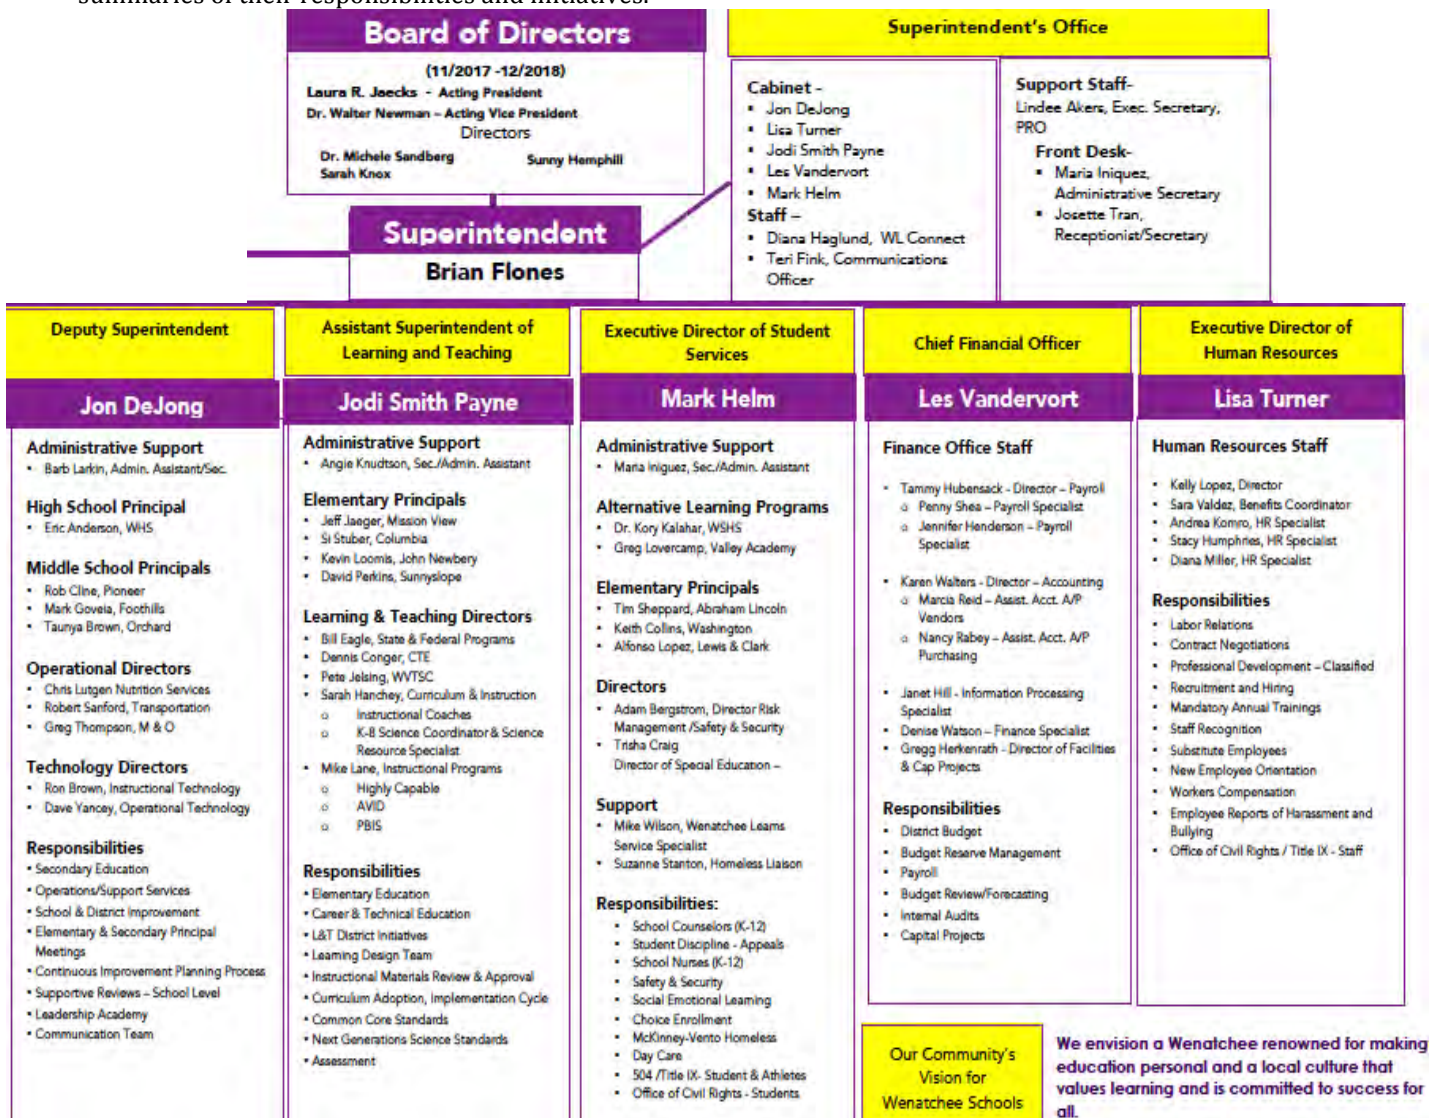 summaries of their responsibilities and initiatives.
Board of Directors
(11/2017 -12/2018)
Laura R. Jaecks - Acting President
Dr. Walter Newman – Acting Vice President
Directors
Dr. Michele Sandberg
Sunny Hemphill
Sarah Knox
Superintendent
Brian Flones
Superintendent's Office
Cabinet -
▪ Jon DeJong
▪ Lisa Turner
▪ Jodi Smith Payne
▪ Les Vandervort
▪ Mark Helm
Staff –
▪ Diana Haglund, WL Connect
▪ Teri Fink, Communications
Officer
Support Staff-
Lindee Akers, Exec. Secretary,
PRO
Front Desk-
▪ Maria Iniquez,
Administrative Secretary
▪ Josette Tran,
Receptionist/Secretary
Deputy Superintendent
Jon DeJong
Administrative Support
▪ Barb Larkin, Admin. Assistant/Sec.
High School Principal
▪ Eric Anderson, WHS
Middle School Principals
▪ Rob Cline, Pioneer
▪ Mark Goveia, Foothills
▪ Taunya Brown, Orchard
Operational Directors
▪ Chris Lutgen Nutrition Services
▪ Robert Sanford, Transportation
▪ Greg Thompson, M & O
Technology Directors
▪ Ron Brown, Instructional Technology
▪ Dave Yancey, Operational Technology
Responsibilities
• Secondary Education
• Operations/Support Services
• School & District Improvement
• Elementary & Secondary Principal
Meetings
• Continuous Improvement Planning Process
• Supportive Reviews – School Level
• Leadership Academy
• Communication Team
Assistant Superintendent of
Learning and Teaching
Jodi Smith Payne
Administrative Support
▪ Angie Knudtson, Sec./Admin. Assistant
Elementary Principals
▪ Jeff Jaeger, Mission View
▪ Si Stuber, Columbia
▪ Kevin Loomis, John Newbery
▪ David Perkins, Sunnyslope
Learning & Teaching Directors
▪ Bill Eagle, State & Federal Programs
▪ Dennis Conger, CTE
▪ Pete Jelsing, WVTSC
▪ Sarah Hanchey, Curriculum & Instruction
o Instructional Coaches
o K-8 Science Coordinator & Science
Resource Specialist
▪ Mike Lane, Instructional Programs
o Highly Capable
o AVID
o PBIS
Responsibilities
• Elementary Education
• Career & Technical Education
• L&T District Initiatives
• Learning Design Team
• Instructional Materials Review & Approval
• Curriculum Adoption, Implementation Cycle
• Common Core Standards
• Next Generations Science Standards
• Assessment
Executive Director of Student
Services
Mark Helm
Administrative Support
▪ Maria Iniguez, Sec./Admin. Assistant
Alternative Learning Programs
▪ Dr. Kory Kalahar, WSHS
▪ Greg Lovercamp, Valley Academy
Elementary Principals
▪ Tim Sheppard, Abraham Lincoln
▪ Keith Collins, Washington
▪ Alfonso Lopez, Lewis & Clark
Directors
▪ Adam Bergstrom, Director Risk
Management /Safety & Security
▪ Trisha Craig
Director of Special Education –
Support
▪ Mike Wilson, Wenatchee Learns
Service Specialist
▪ Suzanne Stanton, Homeless Liaison
Responsibilities:
▪ School Counselors (K-12)
▪ Student Discipline - Appeals
▪ School Nurses (K-12)
▪ Safety & Security
▪ Social Emotional Learning
▪ Choice Enrollment
▪ McKinney-Vento Homeless
▪ Day Care
▪ 504 /Title IX- Student & Athletes
▪ Office of Civil Rights - Students
Chief Financial Officer
Les Vandervort
Finance Office Staff
▪ Tammy Hubensack - Director – Payroll
o Penny Shea – Payroll Specialist
o Jennifer Henderson – Payroll
Specialist
▪ Karen Walters - Director – Accounting
o Marcia Reid – Assist. Acct. A/P
Vendors
o Nancy Rabey – Assist. Acct. A/P
Purchasing
▪ Janet Hill - Information Processing
Specialist
▪ Denise Watson – Finance Specialist
▪ Gregg Herkenrath - Director of Facilities
& Cap Projects
Responsibilities
▪ District Budget
▪ Budget Reserve Management
▪ Payroll
▪ Budget Review/Forecasting
▪ Internal Audits
▪ Capital Projects
Executive Director of
Human Resources
Lisa Turner
Human Resources Staff
▪ Kelly Lopez, Director
▪ Sara Valdez, Benefits Coordinator
▪ Andrea Komro, HR Specialist
▪ Stacy Humphries, HR Specialist
▪ Diana Miller, HR Specialist
Responsibilities
▪ Labor Relations
▪ Contract Negotiations
▪ Professional Development – Classified
▪ Recruitment and Hiring
▪ Mandatory Annual Trainings
▪ Staff Recognition
▪ Substitute Employees
▪ New Employee Orientation
▪ Workers Compensation
▪ Employee Reports of Harassment and
Bullying
▪ Office of Civil Rights / Title IX - Staff
Our Community's
Vision for
Wenatchee Schools
We envision a Wenatchee renowned for making
education personal and a local culture that
values learning and is committed to success for
all.